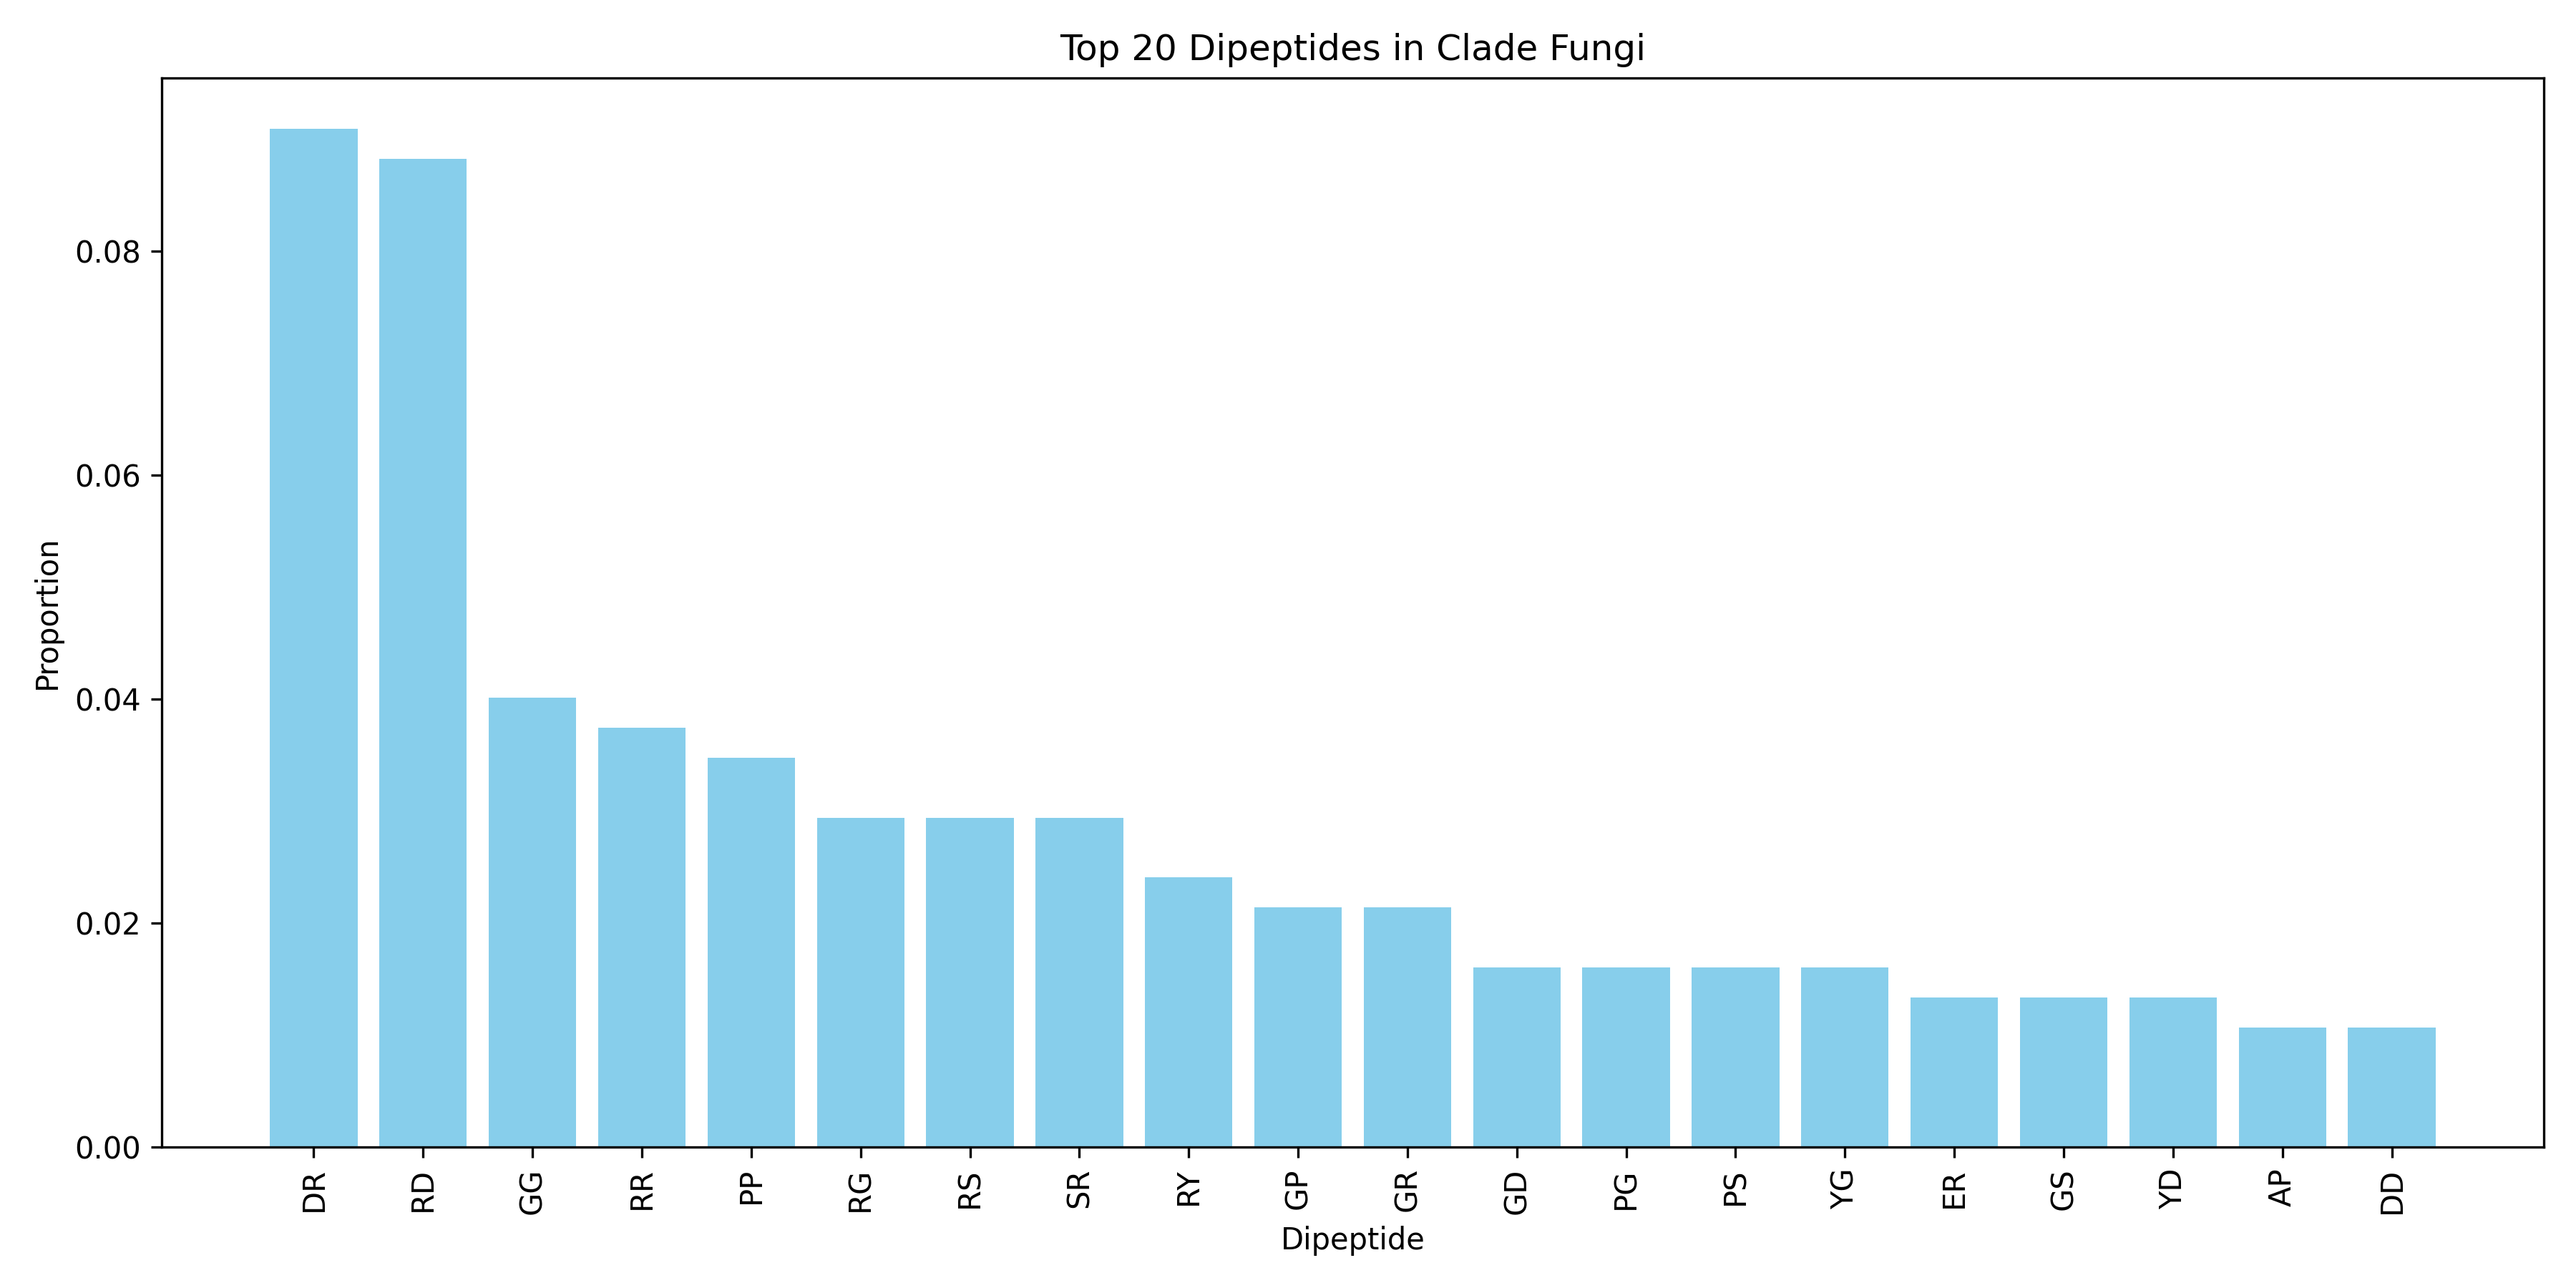 Top 20 Dipeptides in Clade Fungi
Proportion
0.08
0.06
0.04
0.02
0.00
DR RD GG RR PP RG RS SR RY GP GR GD PG PS YG ER GS YD AP DD
Dipeptide